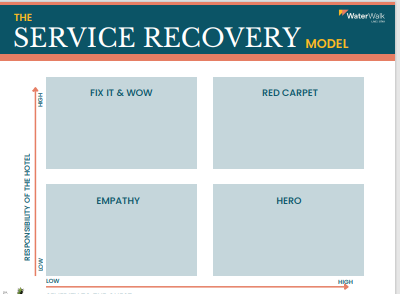 THE
SERVICE RECOVERY MODEL
WaterWalk
FIX IT & WOW
RED CARPET
EMPATHY
HERO
HIGH
RESPONSIBILITY OF THE HOTEL
LOW
LOW
HIGH